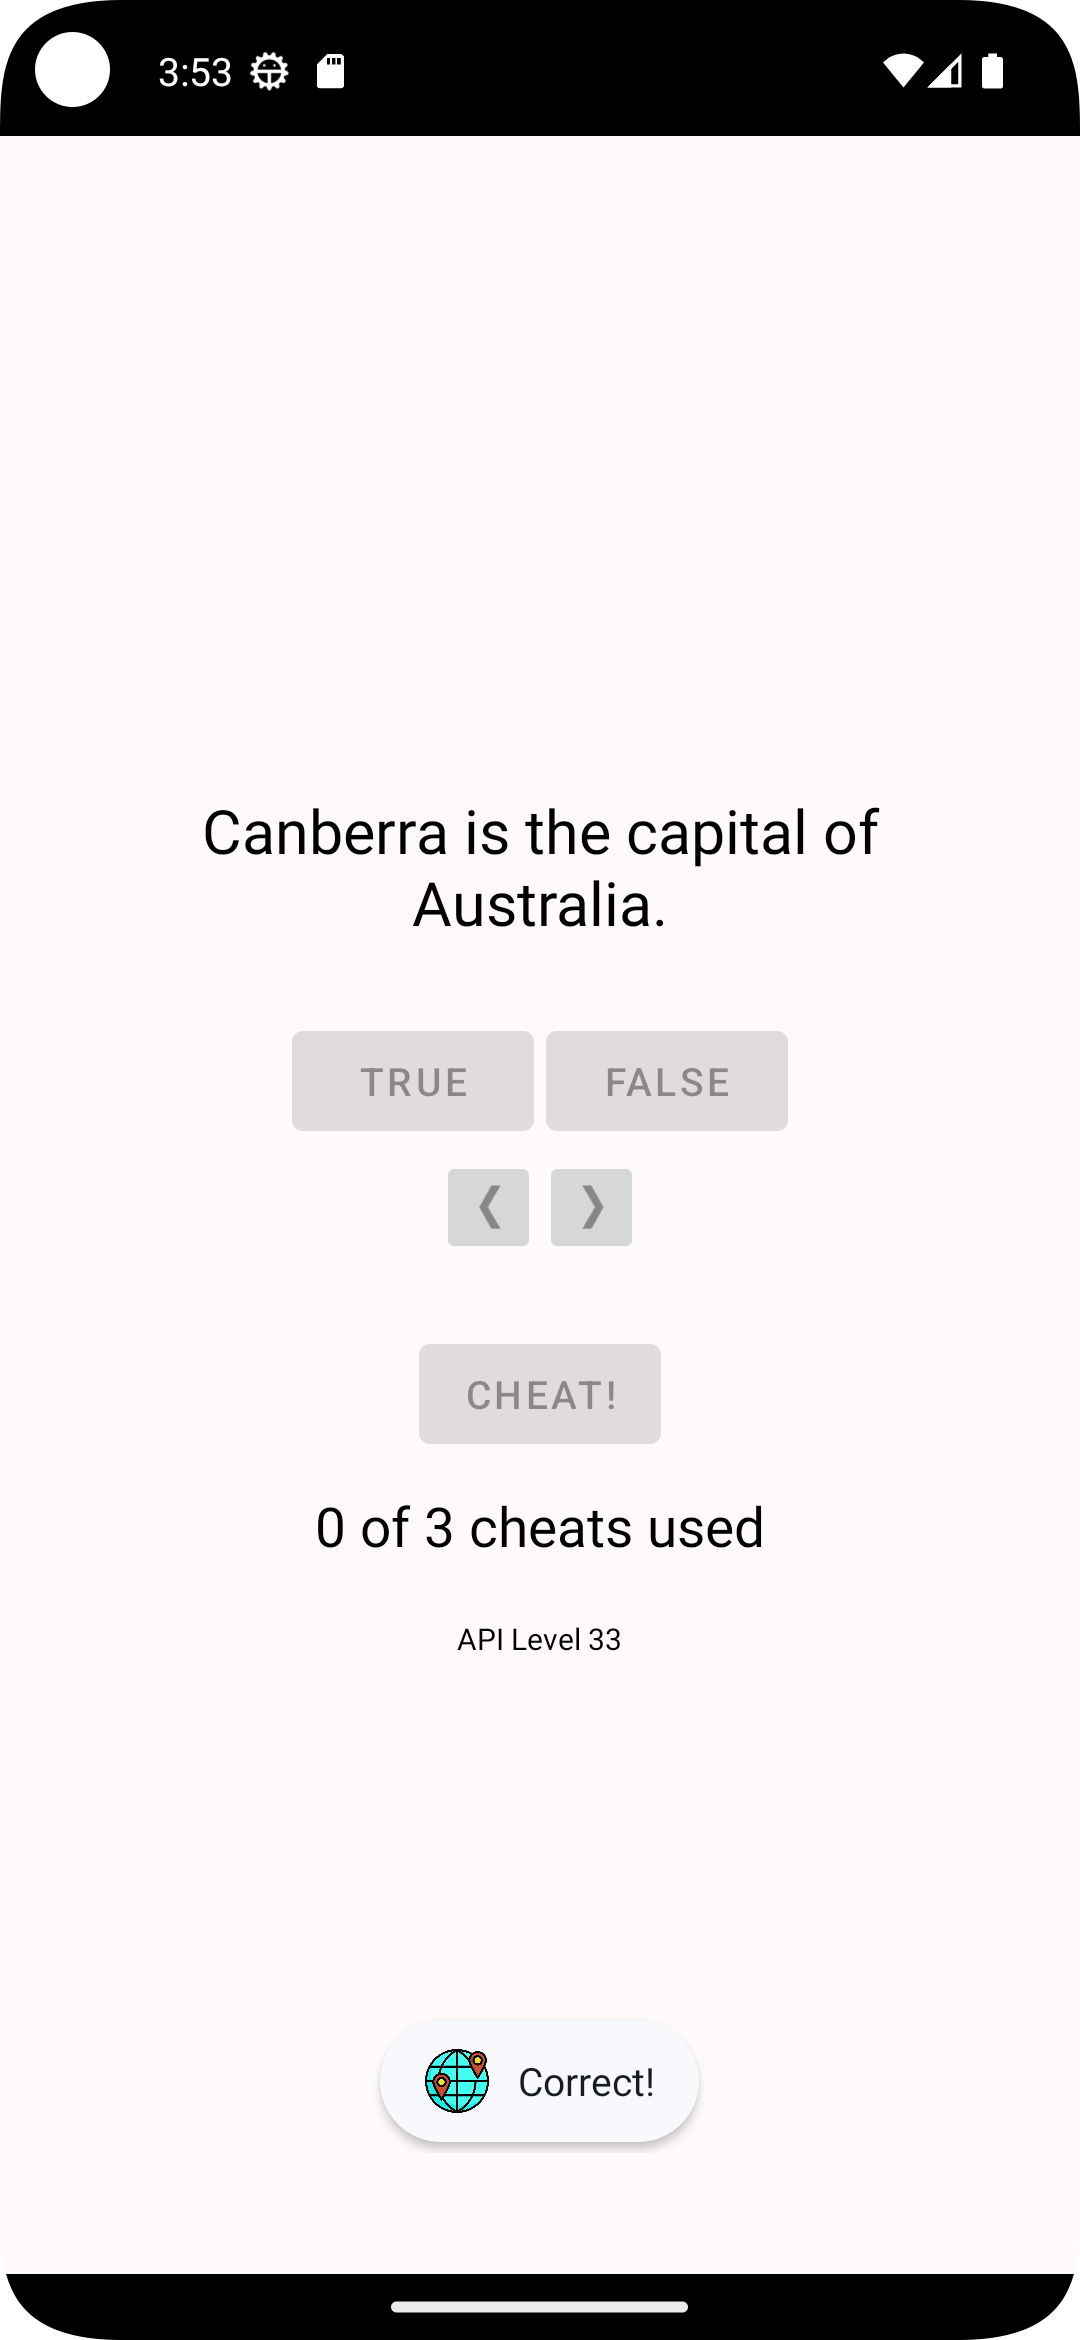 3:53
Canberra is the capital of
Australia.
TRUE FALSE
CHEAT!
0 of 3 cheats used
API Level 33
Correct!